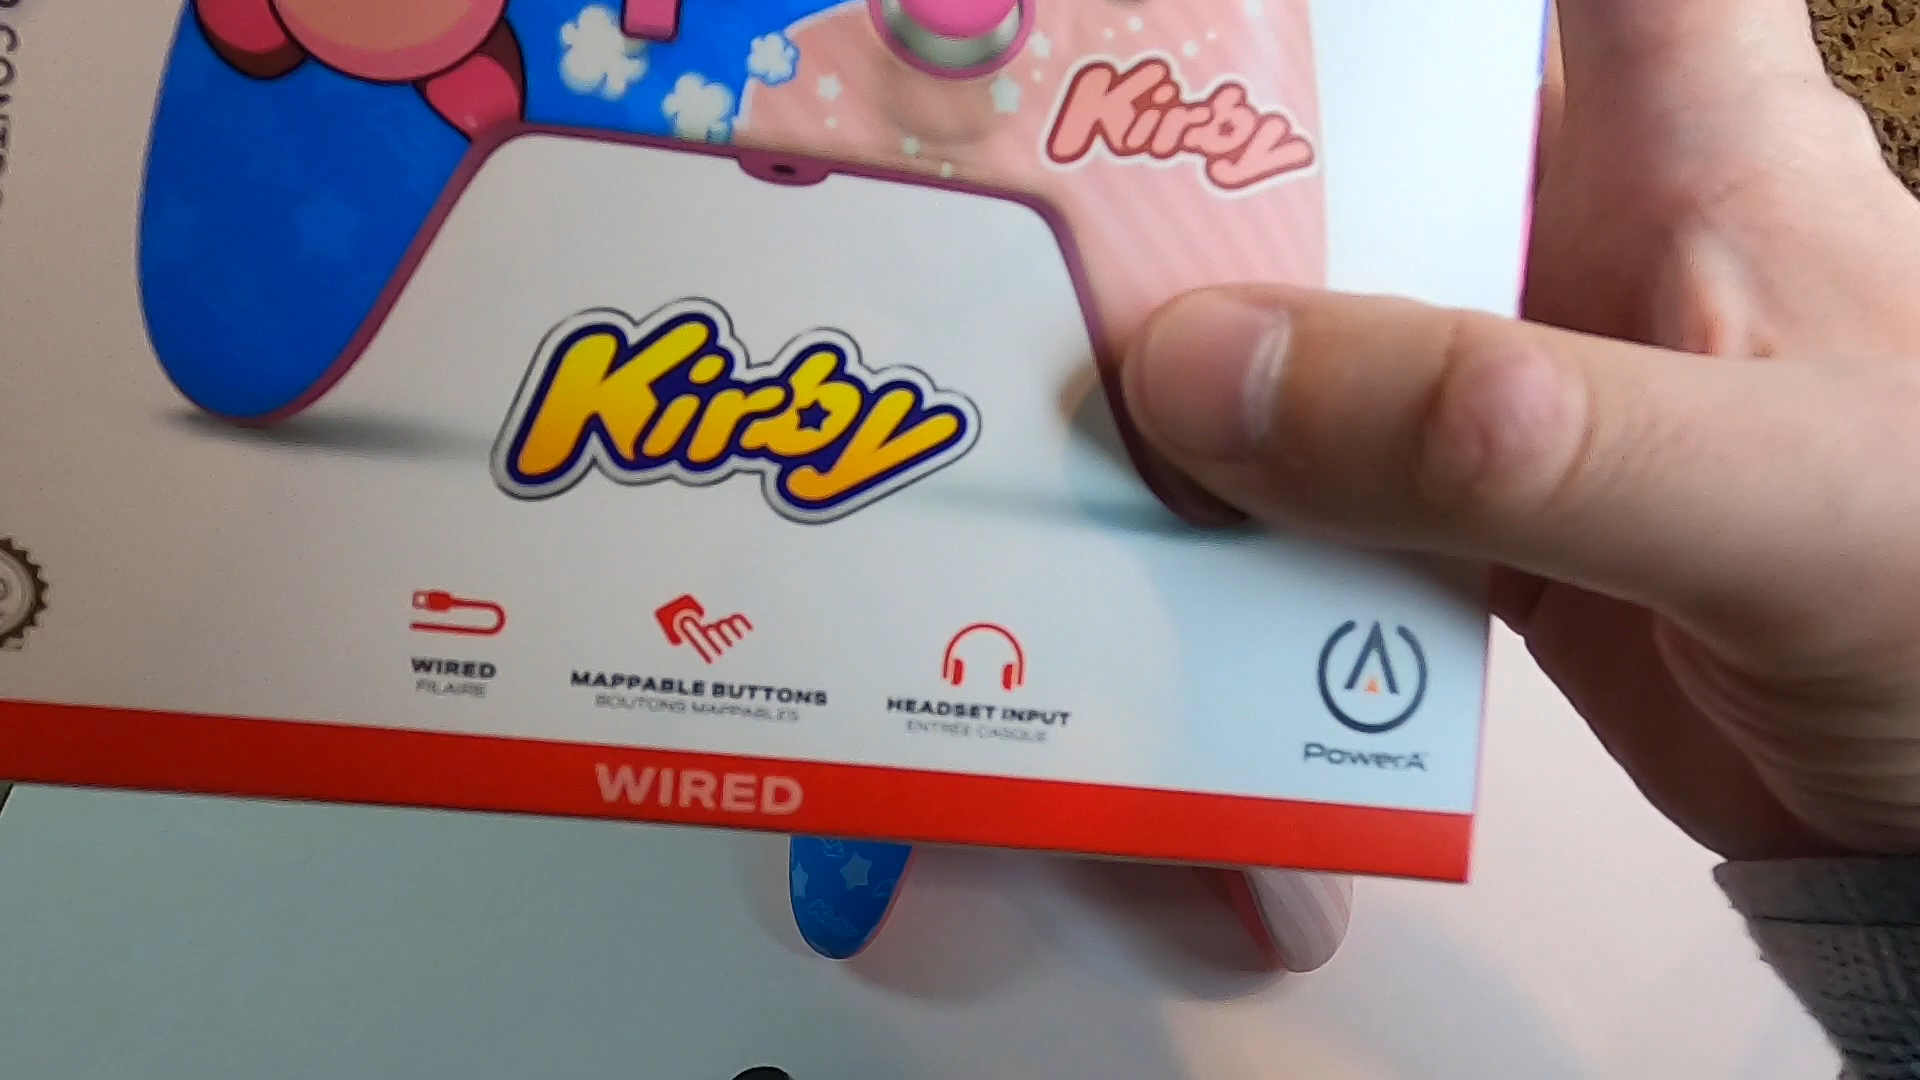 Kirby
Kirby
WIRED
FILAIRE
MAPPABLE BUTTONS
BOUTONS MAPPABLES
HEADSET INPUT
ENTRÉE CASQUE
PowerA
WIRED